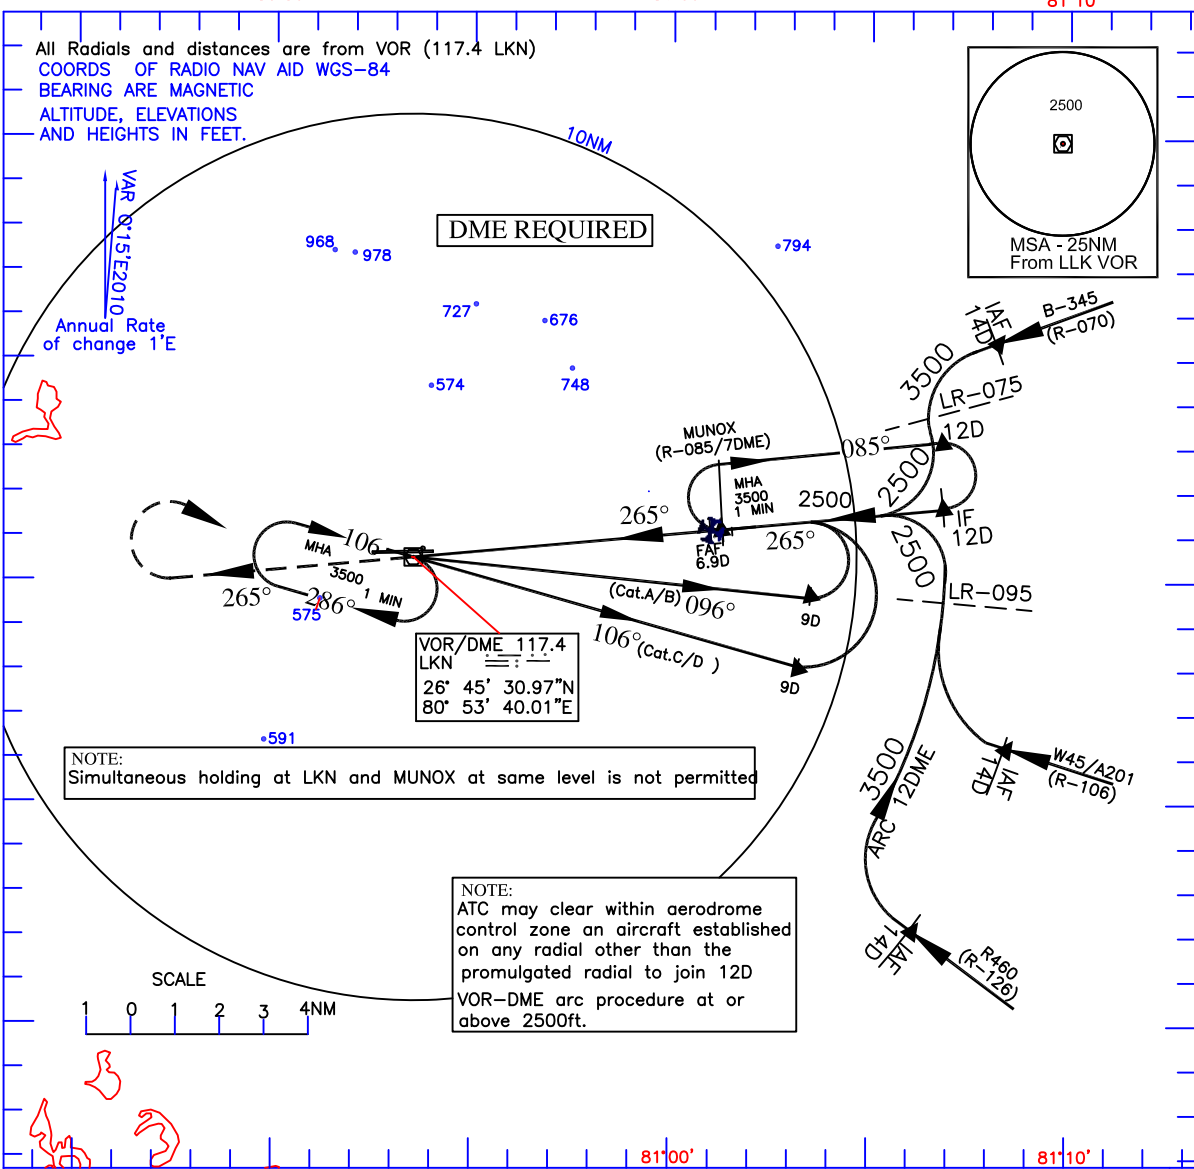 81°10'
All Radials and distances are from VOR (117.4 LKN)
COORDS OF RADIO NAV AID WGS-84
BEARING ARE MAGNETIC
ALTITUDE, ELEVATIONS
AND HEIGHTS IN FEET.
10NM
2500
MSA - 25NM
From LLK VOR
VAR 0°15'E2010
Annual Rate
of change 1'E
DME REQUIRED
968
978
794
727
676
574
748
B-345
(R-070)
IAF
14D
3500
LR-075
12D
MUNOX
(R-085/7DME)
085°
MHA
3500
1 MIN
2500
2500
265°
265°
FAF
6.9D
IF
12D
2500
LR-095
106
MHA
3500
1 MIN
286°
265°
575
(Cat.A/B)
096°
9D
106°
(Cat.C/D )
9D
VOR/DME 117.4
LKN
26° 45' 30.97"N
80° 53' 40.01"E
591
NOTE:
Simultaneous holding at LKN and MUNOX at same level is not permitted
W45/A201
(R-106)
IAF
14D
3500
ARC 12DME
NOTE:
ATC may clear within aerodrome
control zone an aircraft established
on any radial other than the
promulgated radial to join 12D
VOR-DME arc procedure at or
above 2500ft.
IAF
14D
R460
(R-126)
SCALE
1 0 1 2 3 4NM
81°00'
81°10'